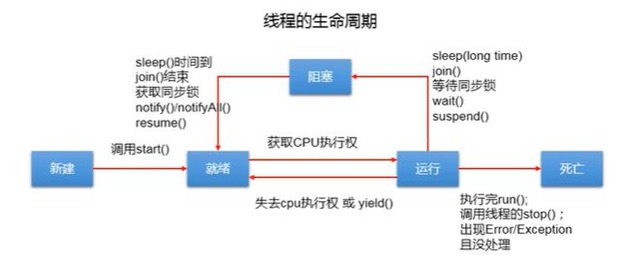 线程的生命周期
sleep()时间到
join()结束
获取同步锁
notify()/notifyAll()
resume()
阻塞
sleep(long time)
join()
等待同步锁
wait()
suspend()
新建
调用start()
就绪
获取CPU执行权
失去cpu执行权 或 yield()
运行
死亡
执行完run();
调用线程的stop()；
出现Error/Exception
且没处理